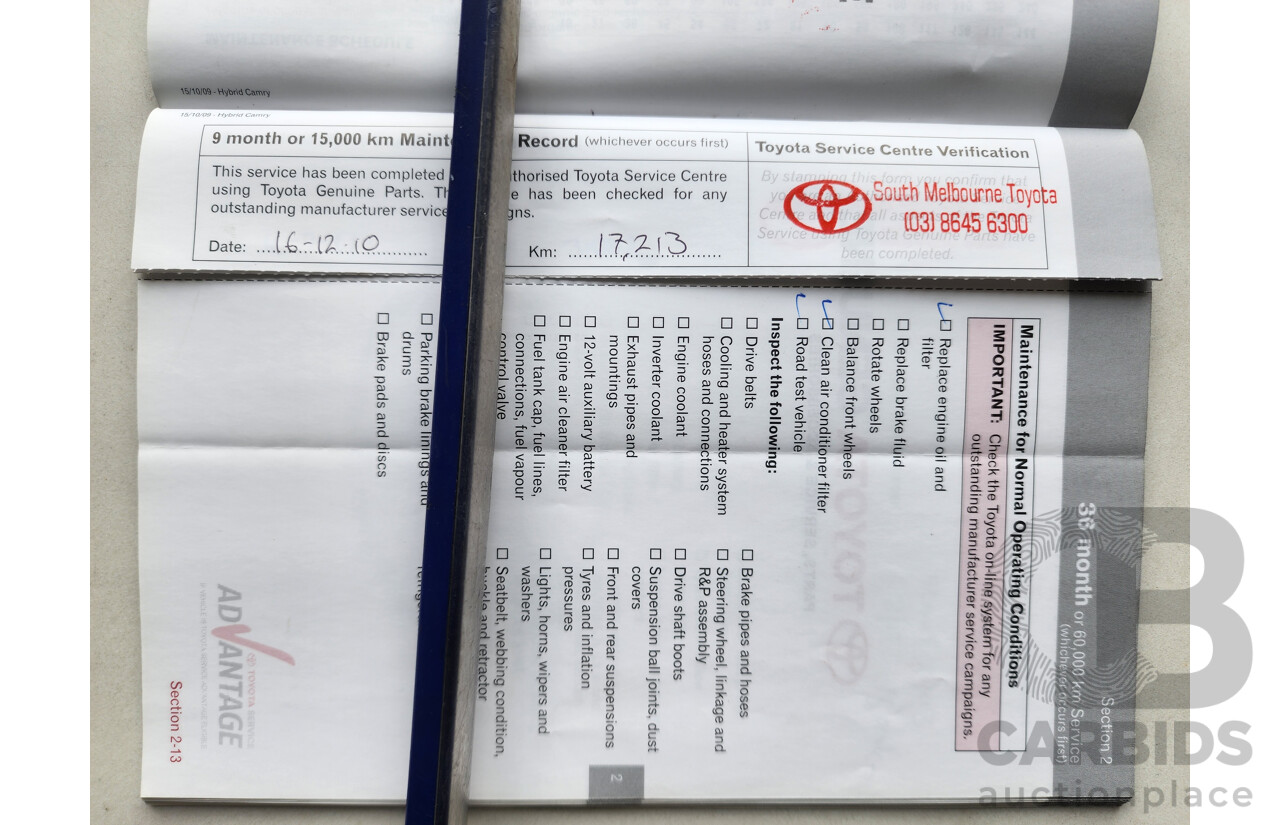 15/10/09 - Hybrid Camry
15/10/09 - Hybrid Camry
9 month or 15,000 km Record (whichever occurs first)
This service has been completed Toyota Service Centre
using Toyota Genuine Parts. has been checked for any
outstanding manufacturer service
Date: 16-12-10
Km: 17,213
Toyota Service Centre Verification
By stamping this form you confirm that
Service using Toyota Genuine Parts have
been completed.
South Melbourne Toyota
(03) 8645 6300
Section 2
36 month or 60,000 km Service
(whichever occurs first)
Maintenance for Normal Operating Conditions
IMPORTANT: Check the Toyota on-line system for any
outstanding manufacturer service campaigns.
Replace engine oil and
filter
Replace brake fluid
Rotate wheels
Balance front wheels
Clean air conditioner filter
Road test vehicle
Inspect the following:
Drive belts
Cooling and heater system
hoses and connections
Engine coolant
Inverter coolant
Exhaust pipes and
mountings
12-volt auxiliary battery
Engine air cleaner filter
Fuel tank cap, fuel lines,
connections, fuel vapour
control valve
Parking brake linings and
drums
Brake pads and discs
Brake pipes and hoses
Steering wheel, linkage and
R&P assembly
Drive shaft boots
Suspension ball joints, dust
covers
Front and rear suspensions
Tyres and inflation
pressures
Lights, horns, wipers and
washers
Seatbelt, webbing condition,
buckle and retractor
2
TOYOTA SERVICE
ADVANTAGE
Section 2-13
CARBIDS
auctionplace